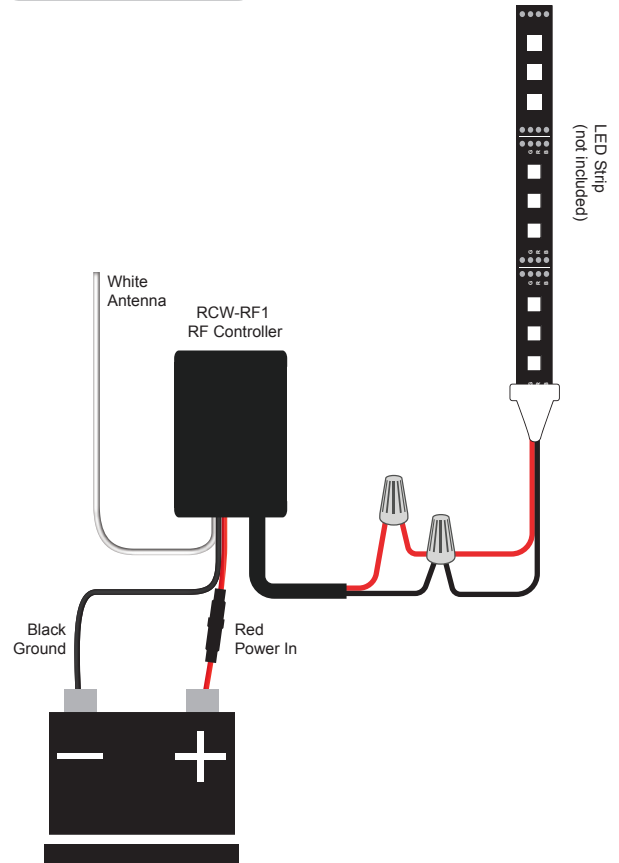 LED Strip
(not included)
White
Antenna
RCW-RF1
RF Controller
Black
Ground
Red
Power In